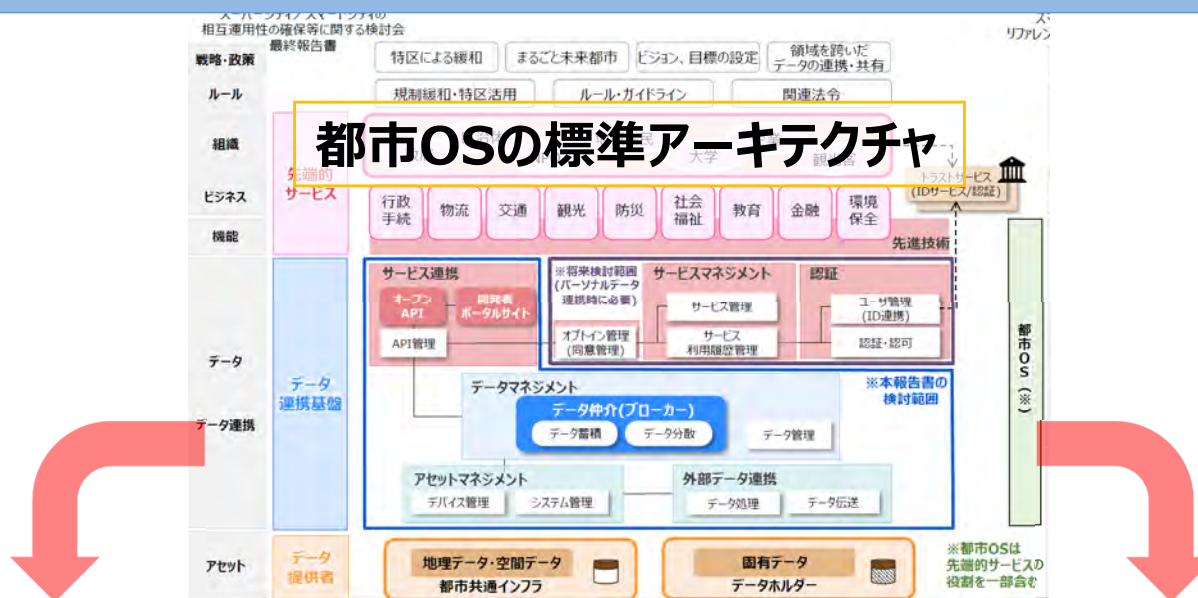 スーパーシティ/スマートシティの
相互運用性の確保等に関する検討会
最終報告書
リファレン
戦略・政策
特区による緩和
まるごと未来都市
ビジョン、目標の設定
領域を跨いだ
データの連携・共有
ルール
規制緩和・特区活用
ルール・ガイドライン
関連法令
都市OSの標準アーキテクチャ
組織
大学
先端的
サービス
トラストサービス
(IDサービス/認証)
ビジネス
行政
手続
物流
交通
観光
防災
社会
福祉
教育
金融
環境
保全
機能
先進技術
サービス連携
※将来検討範囲
(パーソナルデータ
連携時に必要)
サービスマネジメント
認証
オープン
API
開発者
ポータルサイト
サービス管理
ユーザ管理
(ID連携)
API管理
オプトイン管理
(同意管理)
サービス
利用履歴管理
認証・認可
都市OS(※)
データ
データ
連携基盤
データマネジメント
※本報告書の
検討範囲
データ仲介(ブローカー)
データ蓄積
データ分散
データ管理
データ連携
アセットマネジメント
デバイス管理
システム管理
外部データ連携
データ処理
データ伝送
アセット
データ
提供者
地理データ・空間データ
都市共通インフラ
固有データ
データホルダー
※都市OSは
先端的サービスの
役割を一部含む